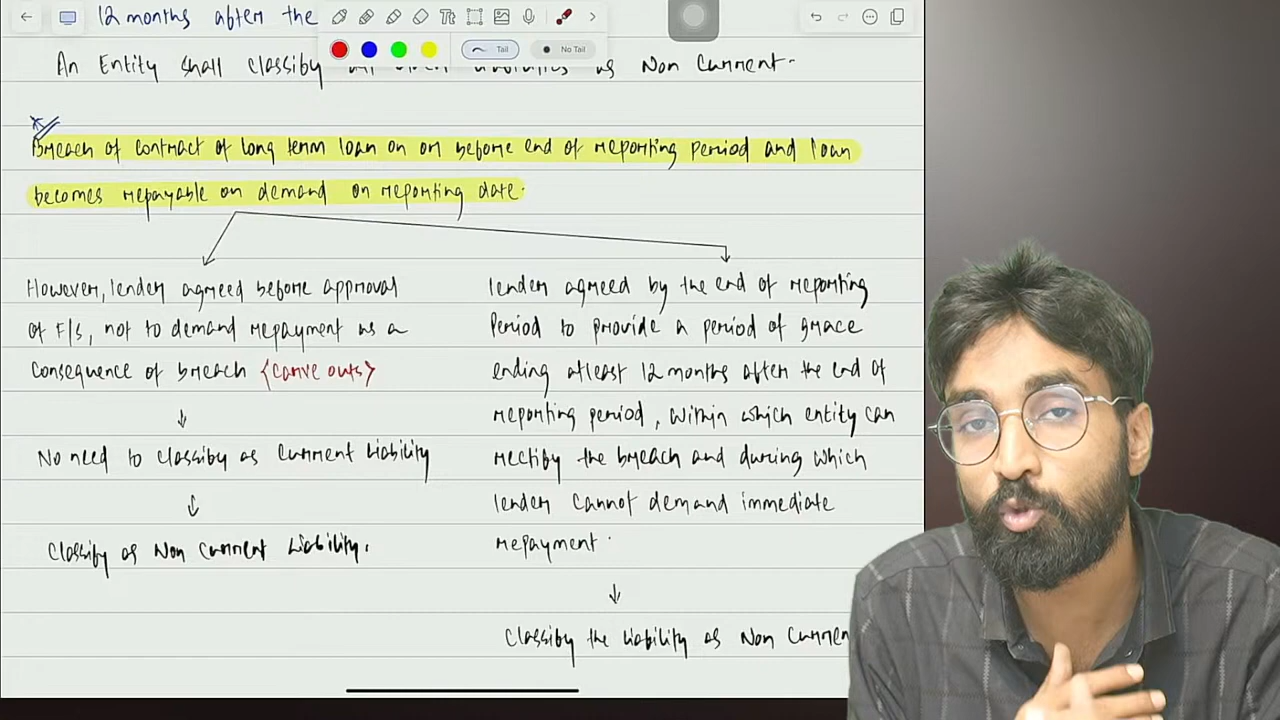 12 months after the
Tail
No Tail
An Entity shall classify as Non Current.
Breach of contract of long term loan on or before end of reporting period and loan
becomes repayable on demand on reporting date.
However, lender agreed before approval
of F/s, not to demand repayment as a
consequence of breach {carve outs}
No need to classify as current liability
Classify as Non current liability.
lender agreed by the end of reporting
period to provide a period of grace
ending atleast 12 months after the end of
reporting period, within which entity can
rectify the breach and during which
lender cannot demand immediate
repayment.
Classify the liability as Non Curren